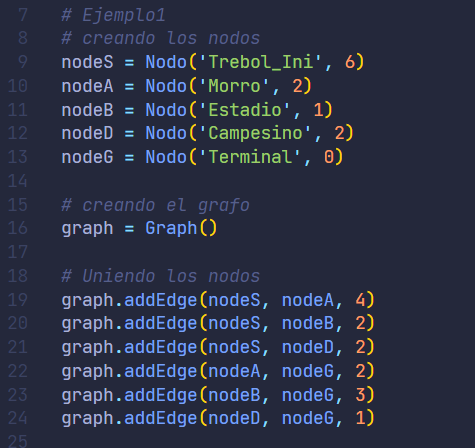 7 # Ejemplo1
8 # creando los nodos
9 nodeS = Nodo('Trebol_Ini', 6)
10 nodeA = Nodo('Morro', 2)
11 nodeB = Nodo('Estadio', 1)
12 nodeD = Nodo('Campesino', 2)
13 nodeG = Nodo('Terminal', 0)
14
15 # creando el grafo
16 graph = Graph()
17
18 # Uniendo los nodos
19 graph.addEdge(nodeS, nodeA, 4)
20 graph.addEdge(nodeS, nodeB, 2)
21 graph.addEdge(nodeS, nodeD, 2)
22 graph.addEdge(nodeA, nodeG, 2)
23 graph.addEdge(nodeB, nodeG, 3)
24 graph.addEdge(nodeD, nodeG, 1)
25